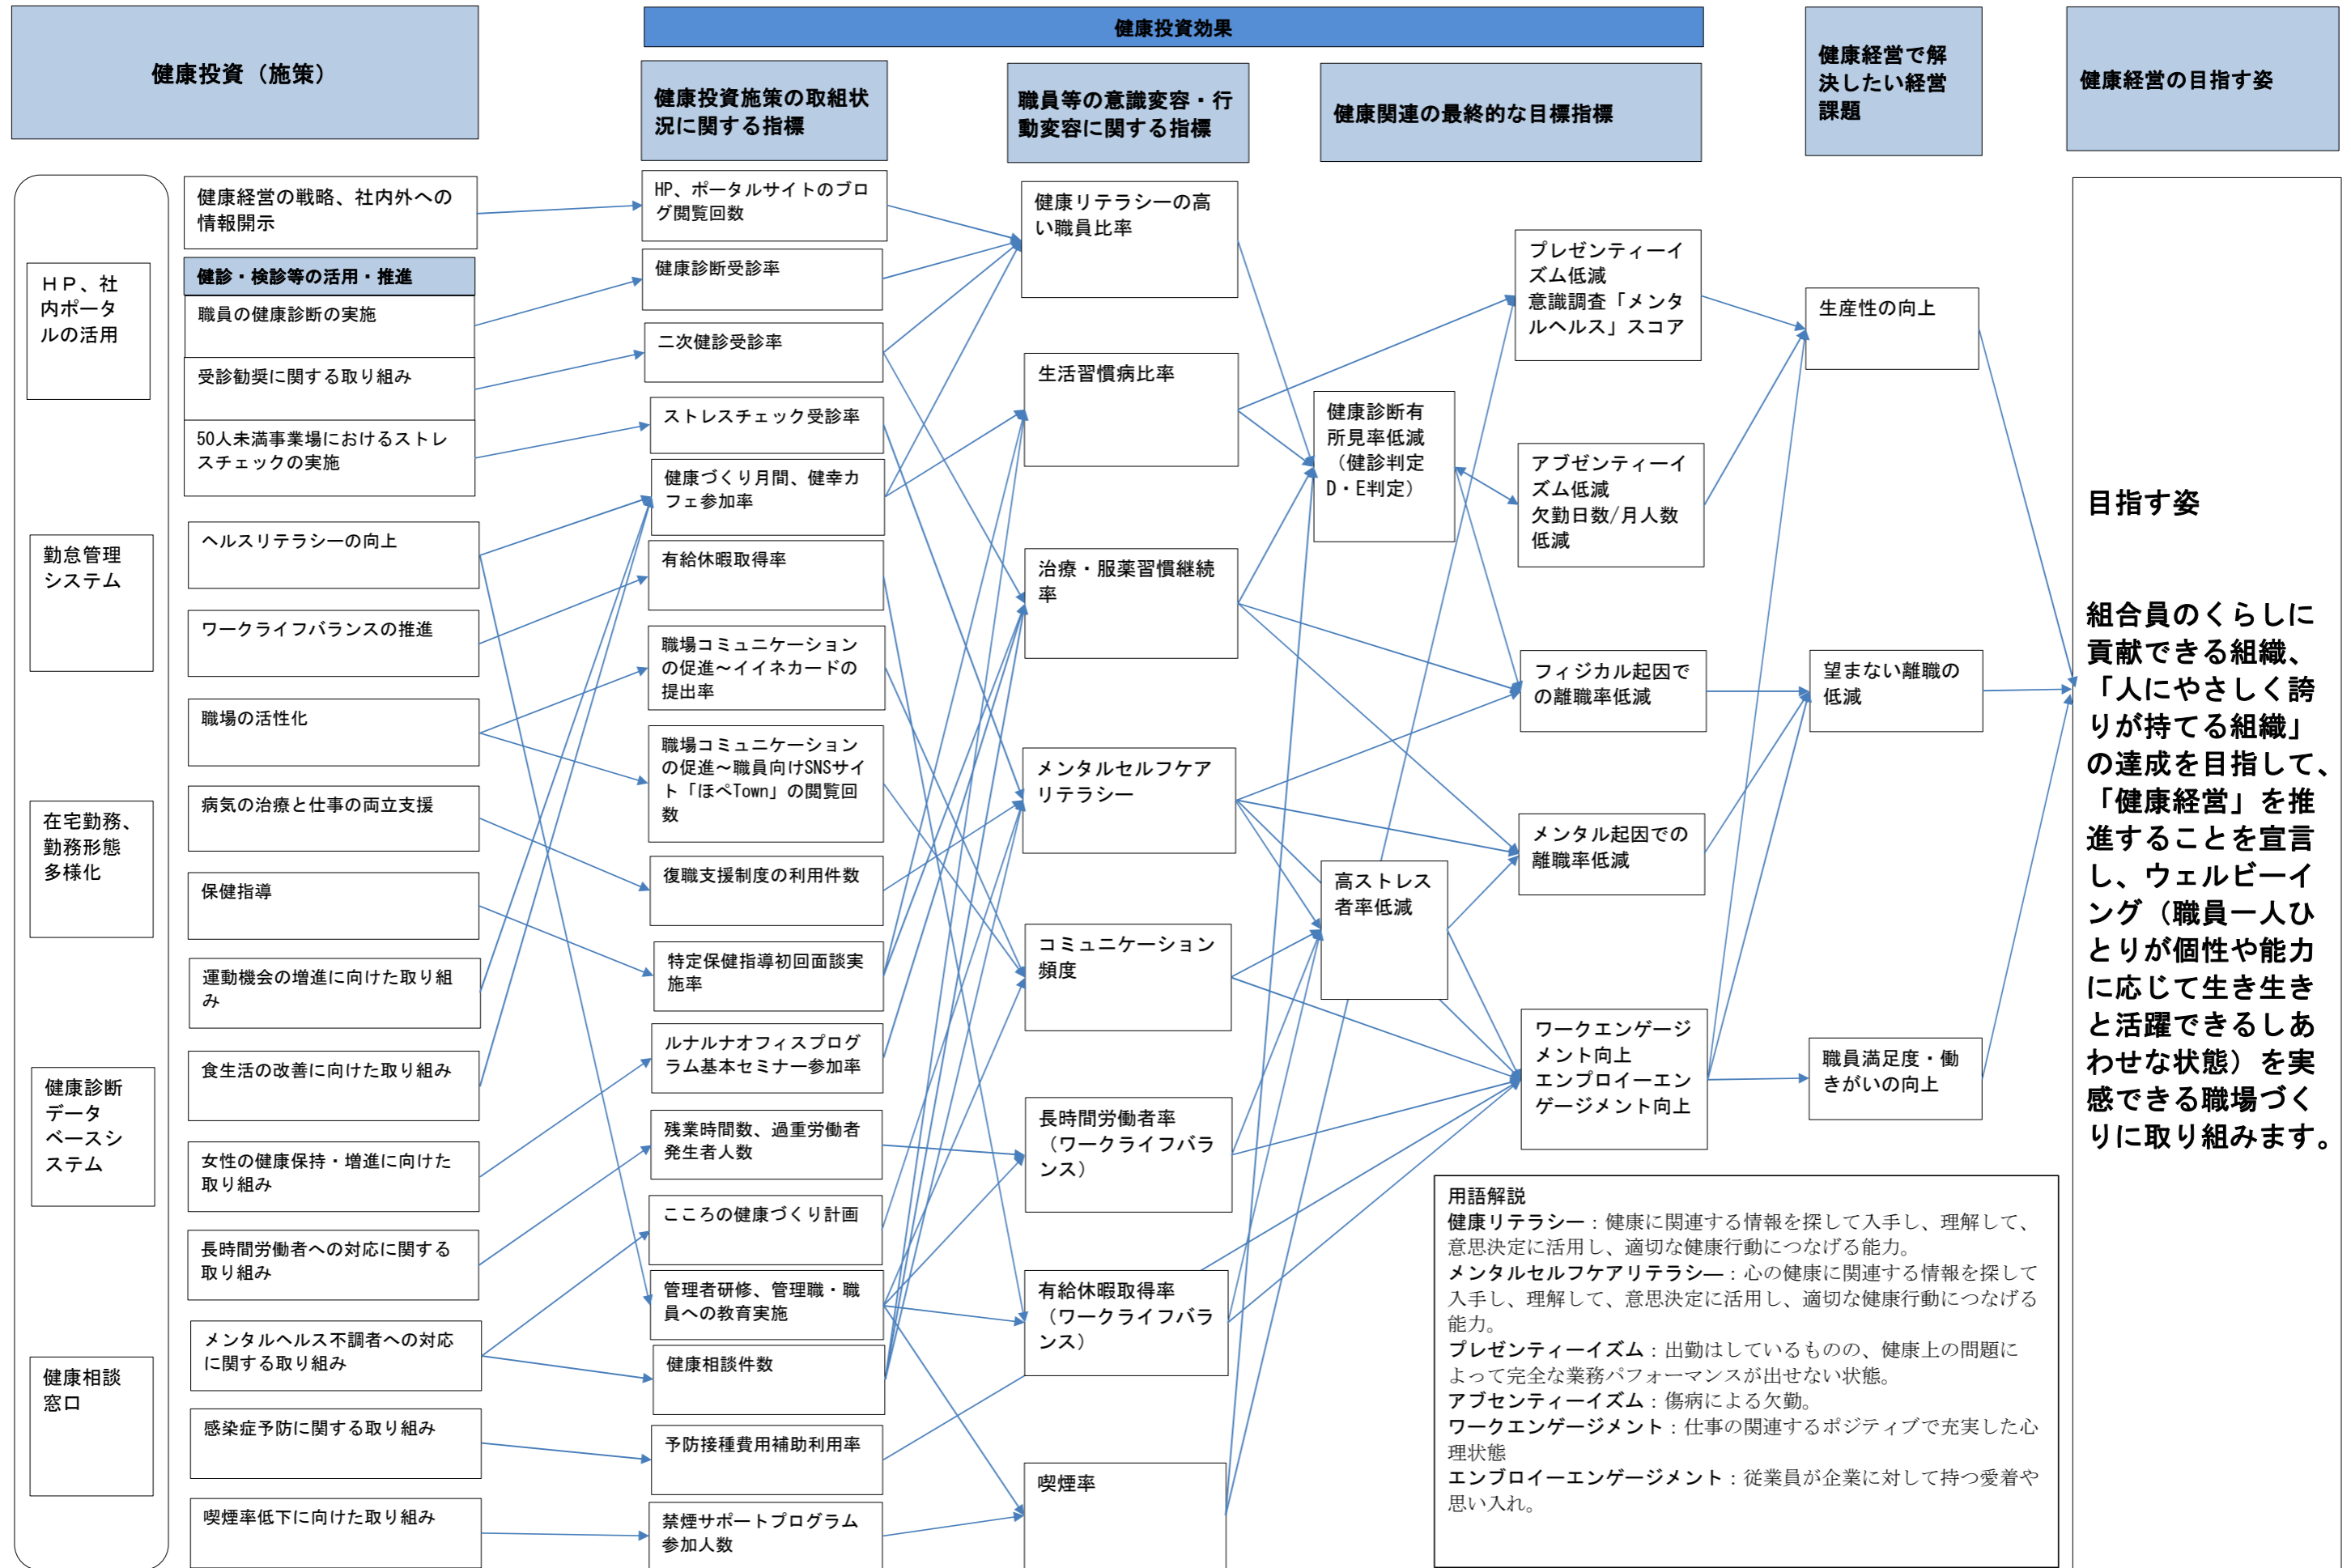 健康投資（施策）
健康投資効果
健康投資施策の取組状
況に関する指標
職員等の意識変容・行
動変容に関する指標
健康関連の最終的な目標指標
健康経営で解
決したい経営
課題
健康経営の目指す姿
ＨＰ、社
内ポータ
ルの活用
勤怠管理
システム
在宅勤務、
勤務形態
多様化
健康診断
データ
ベースシ
ステム
健康相談
窓口
健康経営の戦略、社内外への
情報開示
健診・検診等の活用・推進
職員の健康診断の実施
受診勧奨に関する取り組み
50人未満事業場におけるストレ
スチェックの実施
ヘルスリテラシーの向上
ワークライフバランスの推進
職場の活性化
病気の治療と仕事の両立支援
保健指導
運動機会の増進に向けた取り組
み
食生活の改善に向けた取り組み
女性の健康保持・増進に向けた
取り組み
長時間労働者への対応に関する
取り組み
メンタルヘルス不調者への対応
に関する取り組み
感染症予防に関する取り組み
喫煙率低下に向けた取り組み
HP、ポータルサイトのブロ
グ閲覧回数
健康診断受診率
二次健診受診率
ストレスチェック受診率
健康づくり月間、健幸カ
フェ参加率
有給休暇取得率
職場コミュニケーション
の促進～イイネカードの
提出率
職場コミュニケーション
の促進～職員向けSNSサイ
ト「ほぺTown」の閲覧回
数
復職支援制度の利用件数
特定保健指導初回面談実
施率
ルナルナオフィスプログ
ラム基本セミナー参加率
残業時間数、過重労働者
発生者人数
こころの健康づくり計画
管理者研修、管理職・職
員への教育実施
健康相談件数
予防接種費用補助利用率
禁煙サポートプログラム
参加人数
健康リテラシーの高
い職員比率
生活習慣病比率
治療・服薬習慣継続
率
メンタルセルフケア
リテラシー
コミュニケーション
頻度
長時間労働者率
（ワークライフバラ
ンス）
有給休暇取得率
（ワークライフバラ
ンス）
喫煙率
健康診断有
所見率低減
（健診判定
D・E判定）
高ストレス
者率低減
プレゼンティーイ
ズム低減
意識調査「メンタ
ルヘルス」スコア
アブゼンティーイ
ズム低減
欠勤日数/月人数
低減
フィジカル起因で
の離職率低減
メンタル起因での
離職率低減
ワークエンゲージ
メント向上
エンプロイーエン
ゲージメント向上
生産性の向上
望まない離職の
低減
職員満足度・働
きがいの向上
目指す姿
組合員のくらしに
貢献できる組織、
「人にやさしく誇
りが持てる組織」
の達成を目指して、
「健康経営」を推
進することを宣言
し、ウェルビーイ
ング（職員一人ひ
とりが個性や能力
に応じて生き生き
と活躍できるしあ
わせな状態）を実
感できる職場づく
りに取り組みます。
用語解説
健康リテラシー：健康に関連する情報を探して入手し、理解して、
意思決定に活用し、適切な健康行動につなげる能力。
メンタルセルフケアリテラシー：心の健康に関連する情報を探して
入手し、理解して、意思決定に活用し、適切な健康行動につなげる
能力。
プレゼンティーイズム：出勤はしているものの、健康上の問題に
よって完全な業務パフォーマンスが出せない状態。
アブセンティーイズム：傷病による欠勤。
ワークエンゲージメント：仕事の関連するポジティブで充実した心
理状態
エンブロイーエンゲージメント：従業員が企業に対して持つ愛着や
思い入れ。